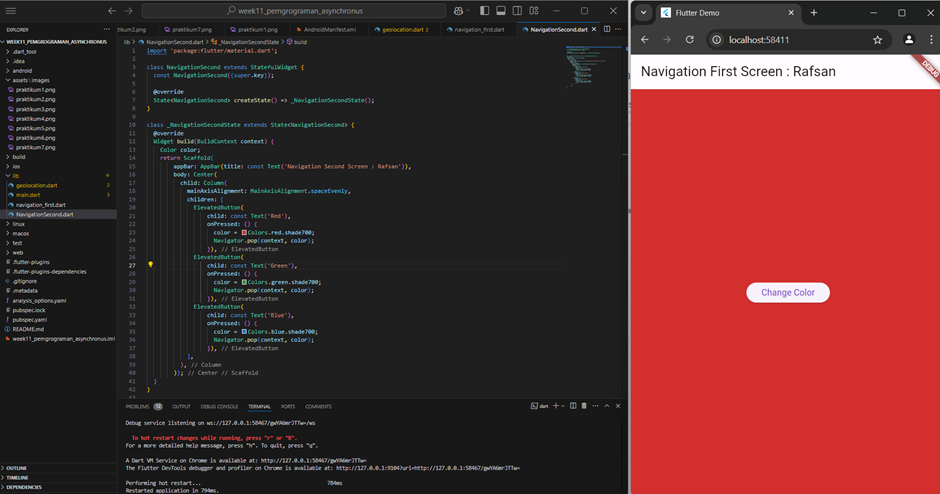 week11_pemgrograman_asynchronus
EXPLORER
WEEK11_PEMGROGRAMAN_ASYNCHRONUS
.dart_tool
.idea
android
assets \ images
praktikum1.png
praktikum2.png
praktikum3.png
praktikum4.png
praktikum5.png
praktikum6.png
praktikum7.png
build
ios
lib
geolocation.dart 2
main.dart 3
navigation_first.dart
NavigationSecond.dart
linux
macos
test
web
.flutter-plugins
.flutter-plugins-dependencies
.gitignore
.metadata
analysis_options.yaml
pubspec.lock
pubspec.yaml
README.md
week11_pemgrograman_asynchronus.iml
OUTLINE
TIMELINE
DEPENDENCIES
ikum2.png praktikum7.png praktikum1.png AndroidManifest.xml geolocation.dart 2 navigation_first.dart NavigationSecond.dart
lib > NavigationSecond.dart > _NavigationSecondState > build
1 import 'package:flutter/material.dart';
2
3 class NavigationSecond extends StatefulWidget {
4 const NavigationSecond({super.key});
5
6 @override
7 State<NavigationSecond> createState() => _NavigationSecondState();
8 }
9
10 class _NavigationSecondState extends State<NavigationSecond> {
11 @override
12 Widget build(BuildContext context) {
13 Color color;
14 return Scaffold(
15 appBar: AppBar(title: const Text('Navigation Second Screen : Rafsan')),
16 body: Center(
17 child: Column(
18 mainAxisAlignment: MainAxisAlignment.spaceEvenly,
19 children: [
20 ElevatedButton(
21 child: const Text('Red'),
22 onPressed: () {
23 color = Colors.red.shade700;
24 Navigator.pop(context, color);
25 }), // ElevatedButton
26 ElevatedButton(
27 child: const Text('Green'),
28 onPressed: () {
29 color = Colors.green.shade700;
30 Navigator.pop(context, color);
31 }), // ElevatedButton
32 ElevatedButton(
33 child: const Text('Blue'),
34 onPressed: () {
35 color = Colors.blue.shade700;
36 Navigator.pop(context, color);
37 }), // ElevatedButton
38 ],
39 ), // Column
40 )); // Center // Scaffold
41 }
42 }
PROBLEMS 12 OUTPUT DEBUG CONSOLE TERMINAL PORTS COMMENTS dart
Debug service listening on ws://127.0.0.1:58467/gwYA6mrJTTw=/ws
To hot restart changes while running, press "r" or "R".
For a more detailed help message, press "h". To quit, press "q".
A Dart VM Service on Chrome is available at: http://127.0.0.1:58467/gwYA6mrJTTw=
The Flutter DevTools debugger and profiler on Chrome is available at: http://127.0.0.1:9104?uri=http://127.0.0.1:58467/gwYA6mrJTTw=
Performing hot restart... 784ms
Restarted application in 794ms.
Flutter Demo
localhost:58411
Navigation First Screen : Rafsan
DEBUG
Change Color